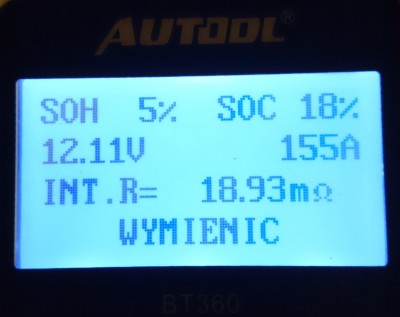 AUTOOL®
SOH 5% SOC 18%
12.11V 155A
INT.R= 18.93mΩ
WYMIENIC
BT360